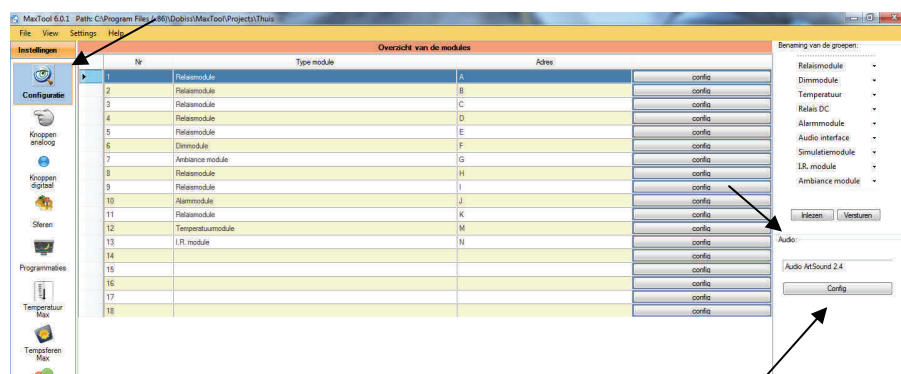 MaxTool 6.0.1 Path: C:\Program Files (x86)\Dobiss\MaxTool\Projects\Thuis
File View Settings Help
Instellingen
Overzicht van de modules
Benaming van de groepen:
Nr Type module Adres
1 Relaismodule A config
2 Relaismodule B config
3 Relaismodule C config
4 Relaismodule D config
5 Relaismodule E config
6 Dimmodule F config
7 Ambiance module G config
8 Relaismodule H config
9 Relaismodule I config
10 Alarmmodule J config
11 Relaismodule K config
12 Temperatuurmodule M config
13 I.R. module N config
14 config
15 config
16 config
17 config
18 config
Configuratie
Knoppen
analoog
Knoppen
digitaal
Sferen
Programmaties
Temperatuur
Max
Tempsferen
Max
Relaismodule
Dimmodule
Temperatuur
Relais DC
Alarmmodule
Audio interface
Simulatiemodule
I.R. module
Ambiance module
Inlezen Versturen
Audio:
Audio ArtSound 2.4
Config